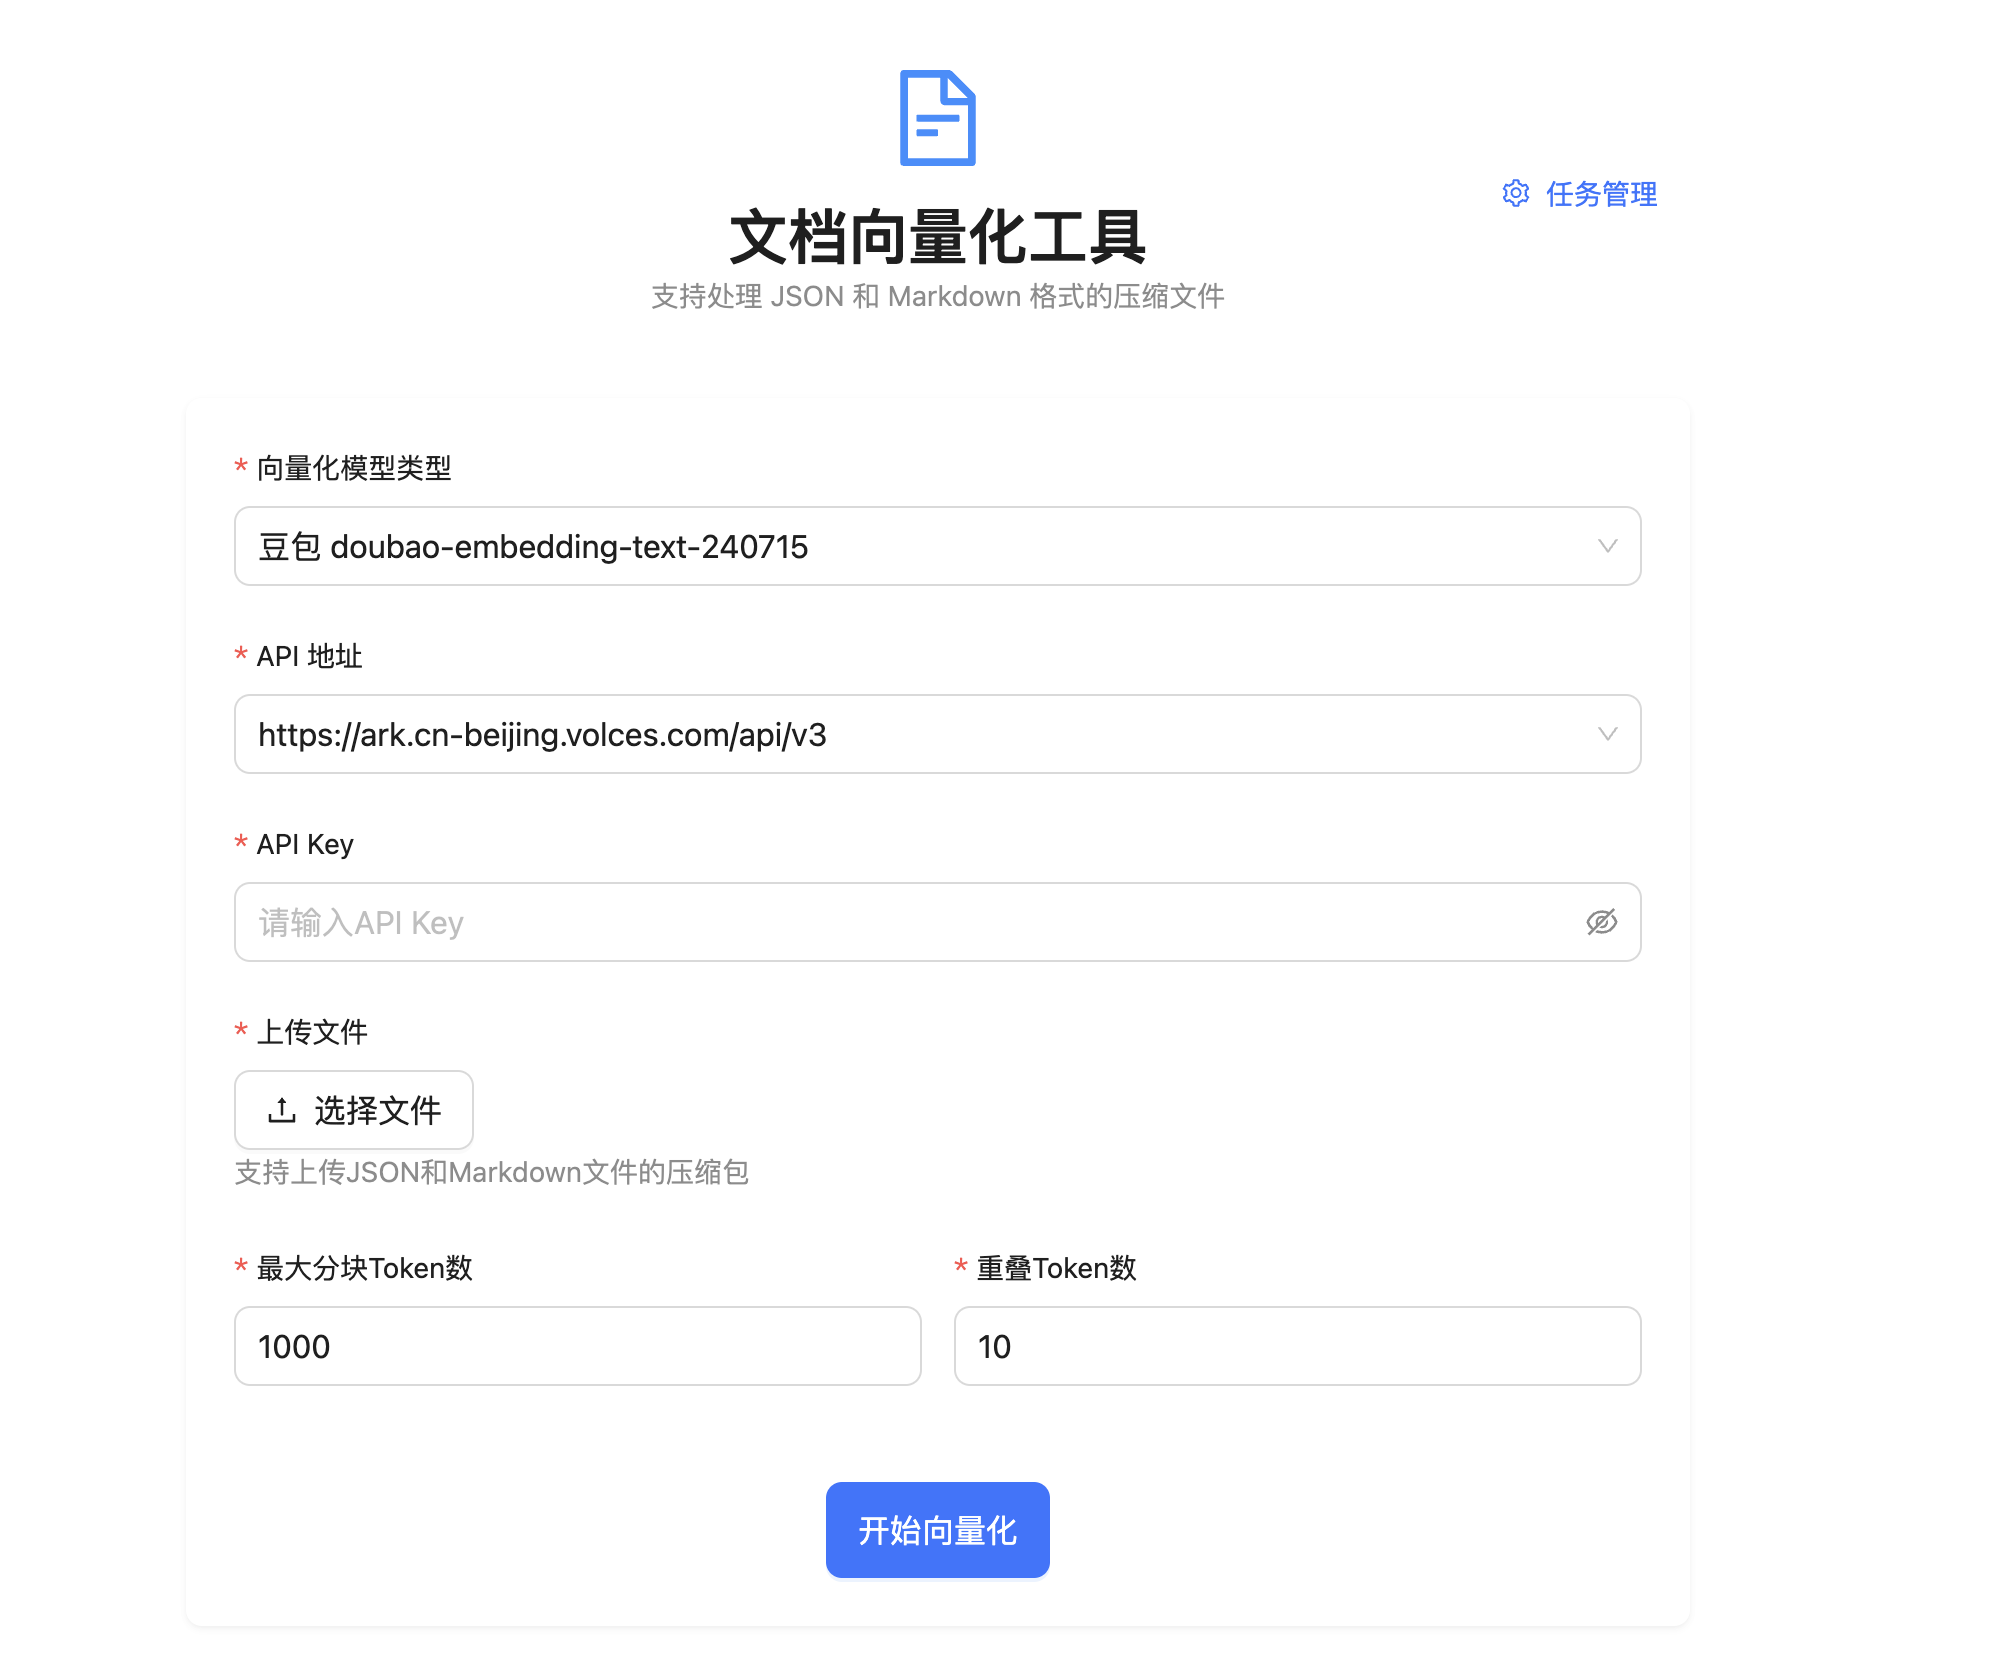 任务管理
文档向量化工具
支持处理 JSON 和 Markdown 格式的压缩文件
* 向量化模型类型
豆包 doubao-embedding-text-240715
* API 地址
https://ark.cn-beijing.volces.com/api/v3
* API Key
请输入API Key
* 上传文件
选择文件
支持上传JSON和Markdown文件的压缩包
* 最大分块Token数
1000
* 重叠Token数
10
开始向量化